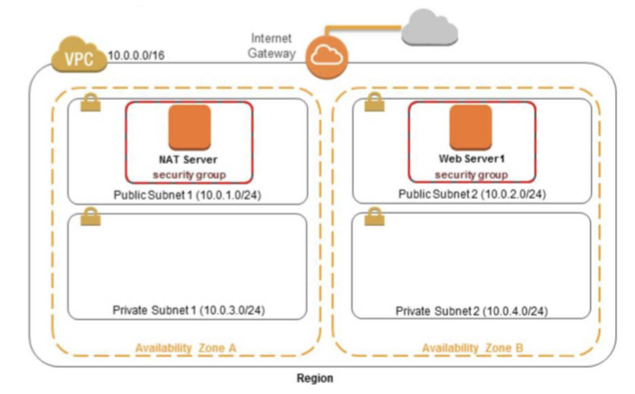 Internet
Gateway
VPC 10.0.0.0/16
NAT Server
security group
Public Subnet 1 (10.0.1.0/24)
Web Server1
security group
Public Subnet 2 (10.0.2.0/24)
Private Subnet 1 (10.0.3.0/24)
Private Subnet 2 (10.0.4.0/24)
Availability Zone A
Availability Zone B
Region